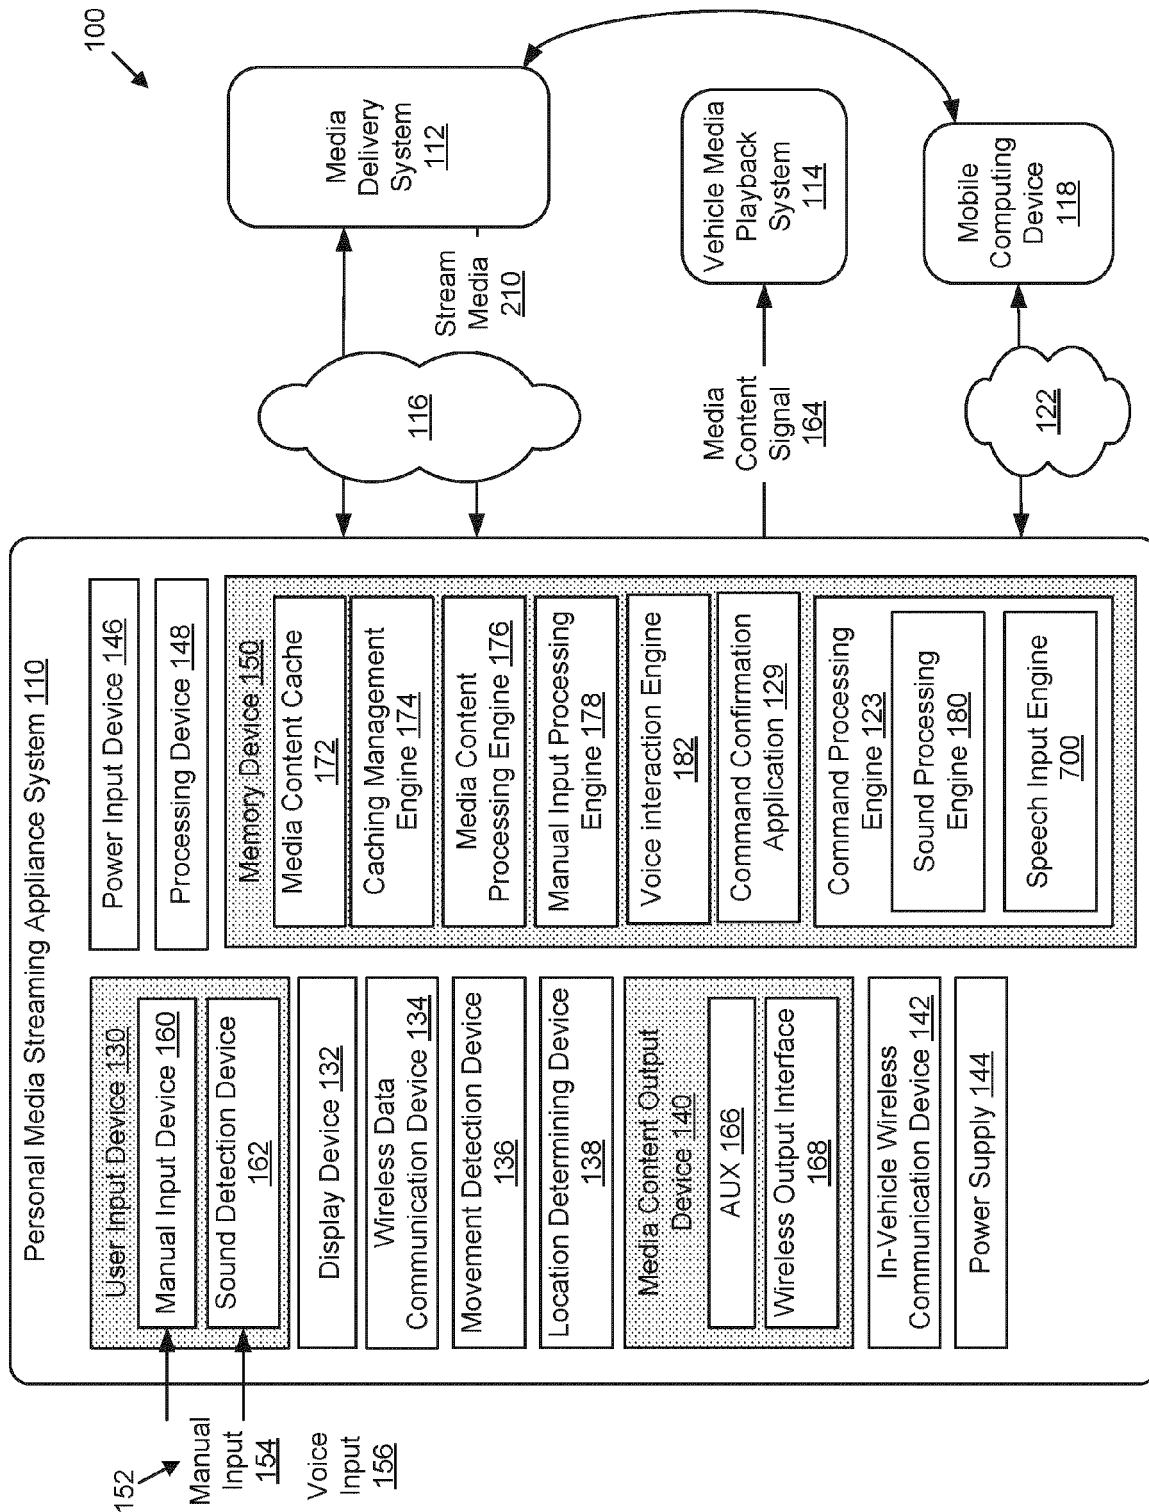 100
Personal Media Streaming Appliance System 110
152
Manual
Input
154
Voice
Input
156
User Input Device 130
Manual Input Device 160
Sound Detection Device
162
Display Device 132
Wireless Data
Communication Device 134
Movement Detection Device
136
Location Determining Device
138
Media Content Output
Device 140
AUX 166
Wireless Output Interface
168
In-Vehicle Wireless
Communication Device 142
Power Supply 144
Power Input Device 146
Processing Device 148
Memory Device 150
Media Content Cache
172
Caching Management
Engine 174
Media Content
Processing Engine 176
Manual Input Processing
Engine 178
Voice interaction Engine
182
Command Confirmation
Application 129
Command Processing
Engine 123
Sound Processing
Engine 180
Speech Input Engine
700
116
Stream
Media
210
Media
Content
Signal
164
122
Media
Delivery
System
112
Vehicle Media
Playback
System
114
Mobile
Computing
Device
118